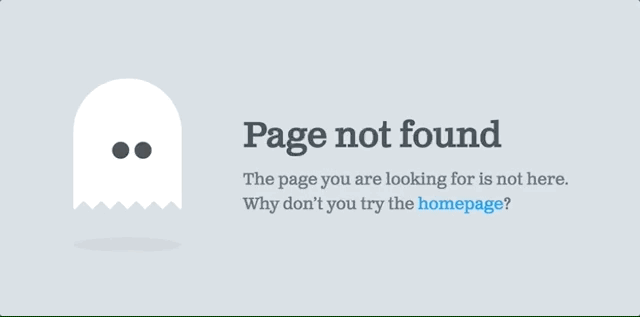 Page not found
The page you are looking for is not here.
Why don't you try the homepage?